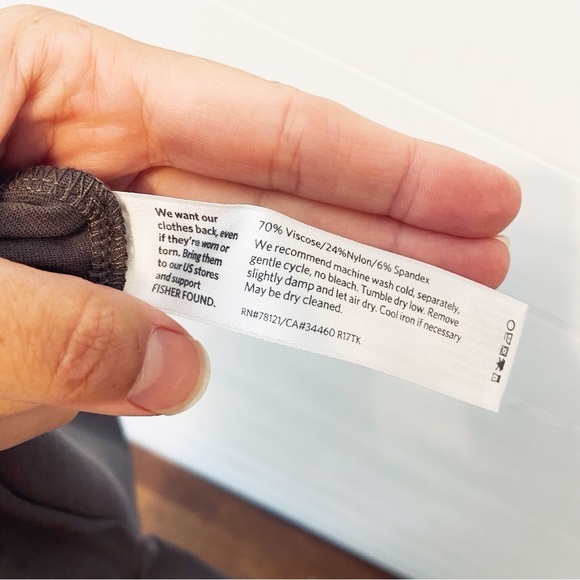 We want our
clothes back, even
if they're worn or
torn. Bring them
to our US stores
and support
FISHER FOUND.
70% Viscose/24%Nylon/6% Spandex
We recommend machine wash cold, separately,
gentle cycle, no bleach. Tumble dry low. Remove
slightly damp and let air dry. Cool iron if necessary
May be dry cleaned.
RN#78121/CA#34460 R17TK